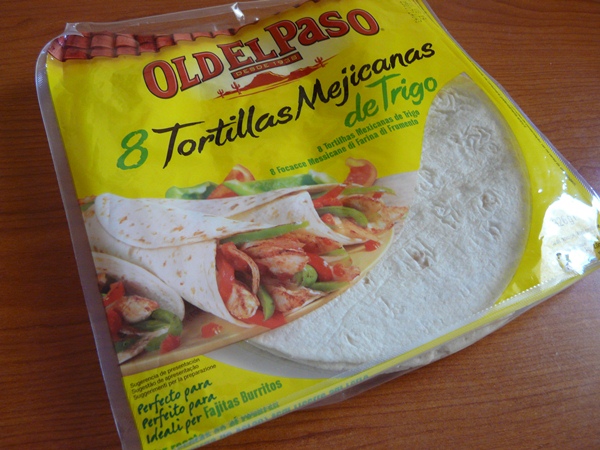 OLD EL PASO
DESDE 1938
8 Tortillas Mejicanas
de Trigo
8 Tortilhas Mexicanas de Trigo
8 Focacce Messicane di Farina di Frumento
Sugerencia de presentación
Sugestão de apresentação
Suggerimenti per la preparazione
Perfecto para
Perfeito para
Ideali per Fajitas Burritos